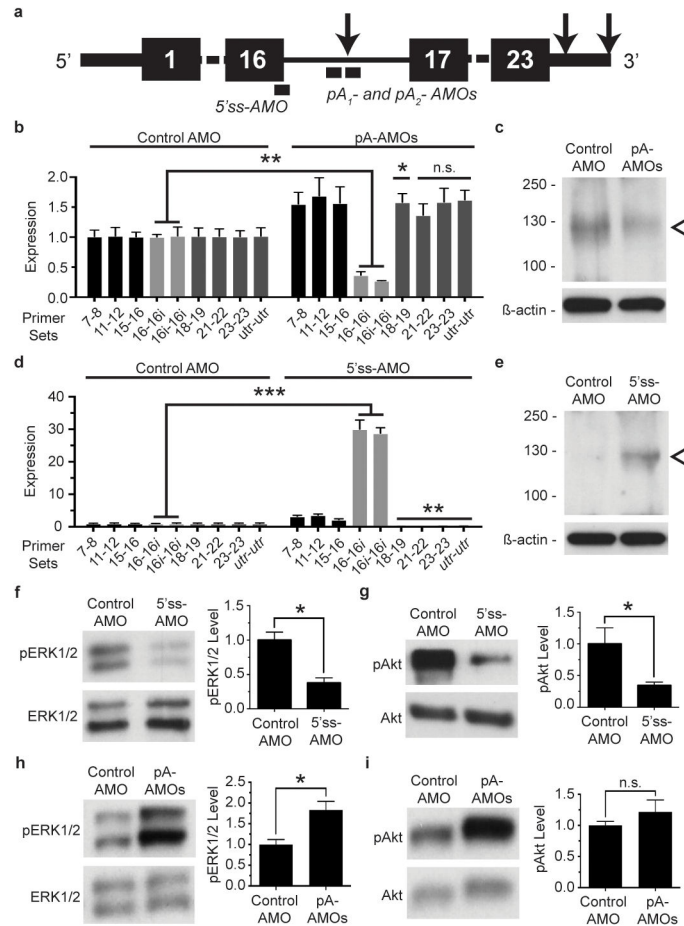 a
5' 1 16 17 23 3'
5'ss-AMO pA1- and pA2- AMOs
b
Control AMO pA-AMOs
** * n.s.
Expression
2.0
1.5
1.0
0.5
0.0
Primer Sets
7-8 11-12 15-16 16-16i 16i-16i 18-19 21-22 23-23 utr-utr 7-8 11-12 15-16 16-16i 16i-16i 18-19 21-22 23-23 utr-utr
c
Control AMO pA-AMOs
250 -
130 -
100 -
ß-actin -
d
Control AMO 5'ss-AMO
*** **
Expression
40
30
20
10
0
Primer Sets
7-8 11-12 15-16 16-16i 16i-16i 18-19 21-22 23-23 utr-utr 7-8 11-12 15-16 16-16i 16i-16i 18-19 21-22 23-23 utr-utr
e
Control AMO 5'ss-AMO
250 -
130 -
100 -
ß-actin -
f
Control AMO 5'ss-AMO
pERK1/2
ERK1/2
pERK1/2 Level
*
1.5
1.0
0.5
0.0
Control AMO 5'ss-AMO
g
Control AMO 5'ss-AMO
pAkt
Akt
pAkt Level
*
1.5
1.0
0.5
0.0
Control AMO 5'ss-AMO
h
Control AMO pA-AMOs
pERK1/2
ERK1/2
pERK1/2 Level
*
2.5
2.0
1.5
1.0
0.5
0.0
Control AMO pA-AMOs
i
Control AMO pA-AMOs
pAkt
Akt
pAkt Level
n.s.
2.0
1.5
1.0
0.5
0.0
Control AMO pA-AMOs